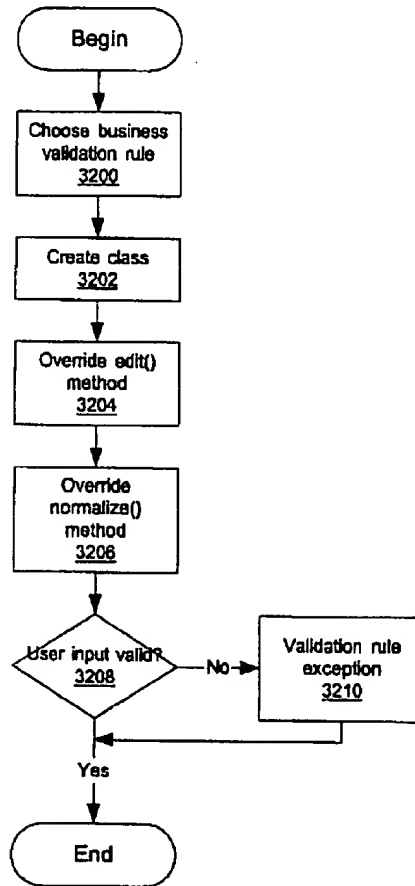 Begin
Choose business
validation rule
3200
Create class
3202
Override edit()
method
3204
Override
normalize()
method
3206
User input valid?
3208
No
Validation rule
exception
3210
Yes
End